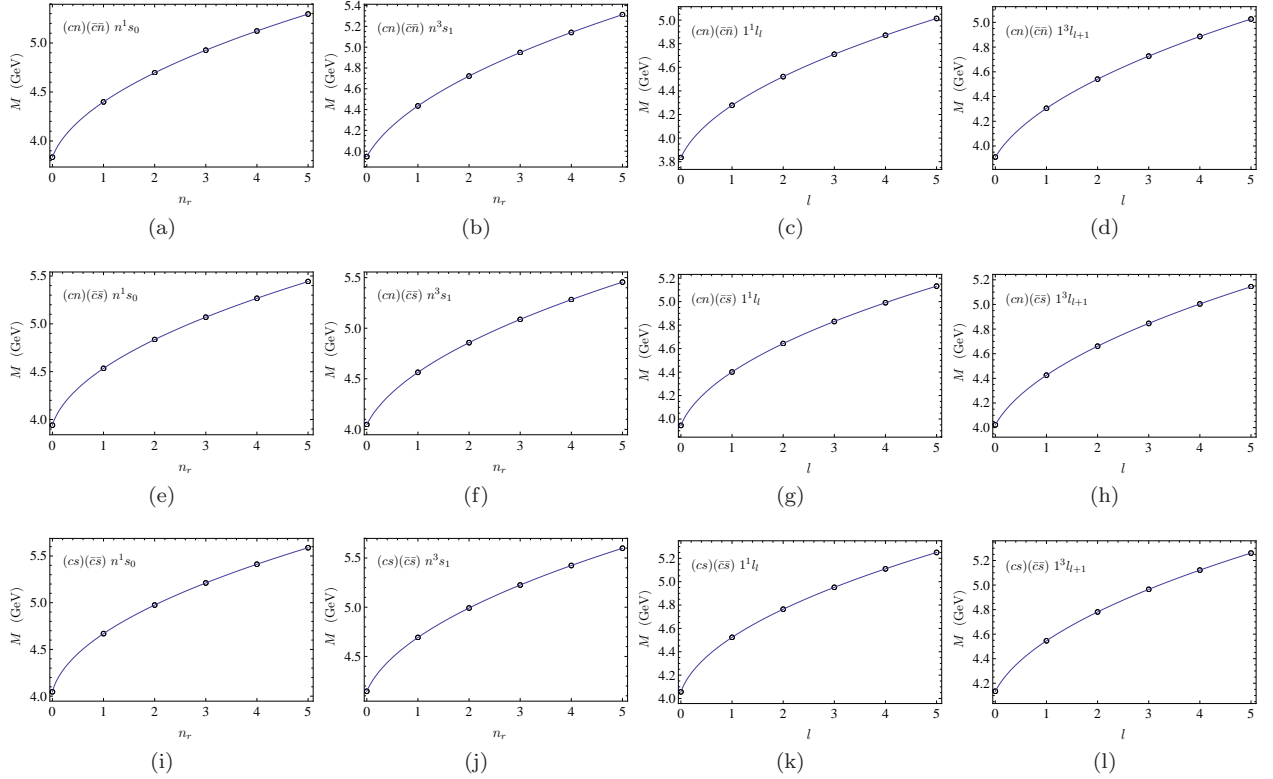 (cn)(c̄n̄) n¹s₀
M (GeV)
5.0
4.5
4.0
0 1 2 3 4 5
n_r
(a)
(cn)(c̄n̄) n³s₁
M (GeV)
5.4
5.2
5.0
4.8
4.6
4.4
4.2
4.0
0 1 2 3 4 5
n_r
(b)
(cn)(c̄n̄) 1¹l_l
M (GeV)
5.0
4.8
4.6
4.4
4.2
4.0
3.8
0 1 2 3 4 5
l
(c)
(cn)(c̄n̄) 1³l_{l+1}
M (GeV)
5.0
4.8
4.6
4.4
4.2
4.0
0 1 2 3 4 5
l
(d)
(cn)(c̄s̄) n¹s₀
M (GeV)
5.5
5.0
4.5
4.0
0 1 2 3 4 5
n_r
(e)
(cn)(c̄s̄) n³s₁
M (GeV)
5.5
5.0
4.5
4.0
0 1 2 3 4 5
n_r
(f)
(cn)(c̄s̄) 1¹l_l
M (GeV)
5.2
5.0
4.8
4.6
4.4
4.2
4.0
3.8
0 1 2 3 4 5
l
(g)
(cn)(c̄s̄) 1³l_{l+1}
M (GeV)
5.2
5.0
4.8
4.6
4.4
4.2
4.0
0 1 2 3 4 5
l
(h)
(cs)(c̄s̄) n¹s₀
M (GeV)
5.5
5.0
4.5
4.0
0 1 2 3 4 5
n_r
(i)
(cs)(c̄s̄) n³s₁
M (GeV)
5.5
5.0
4.5
0 1 2 3 4 5
n_r
(j)
(cs)(c̄s̄) 1¹l_l
M (GeV)
5.2
5.0
4.8
4.6
4.4
4.2
4.0
0 1 2 3 4 5
l
(k)
(cs)(c̄s̄) 1³l_{l+1}
M (GeV)
5.2
5.0
4.8
4.6
4.4
4.2
0 1 2 3 4 5
l
(l)